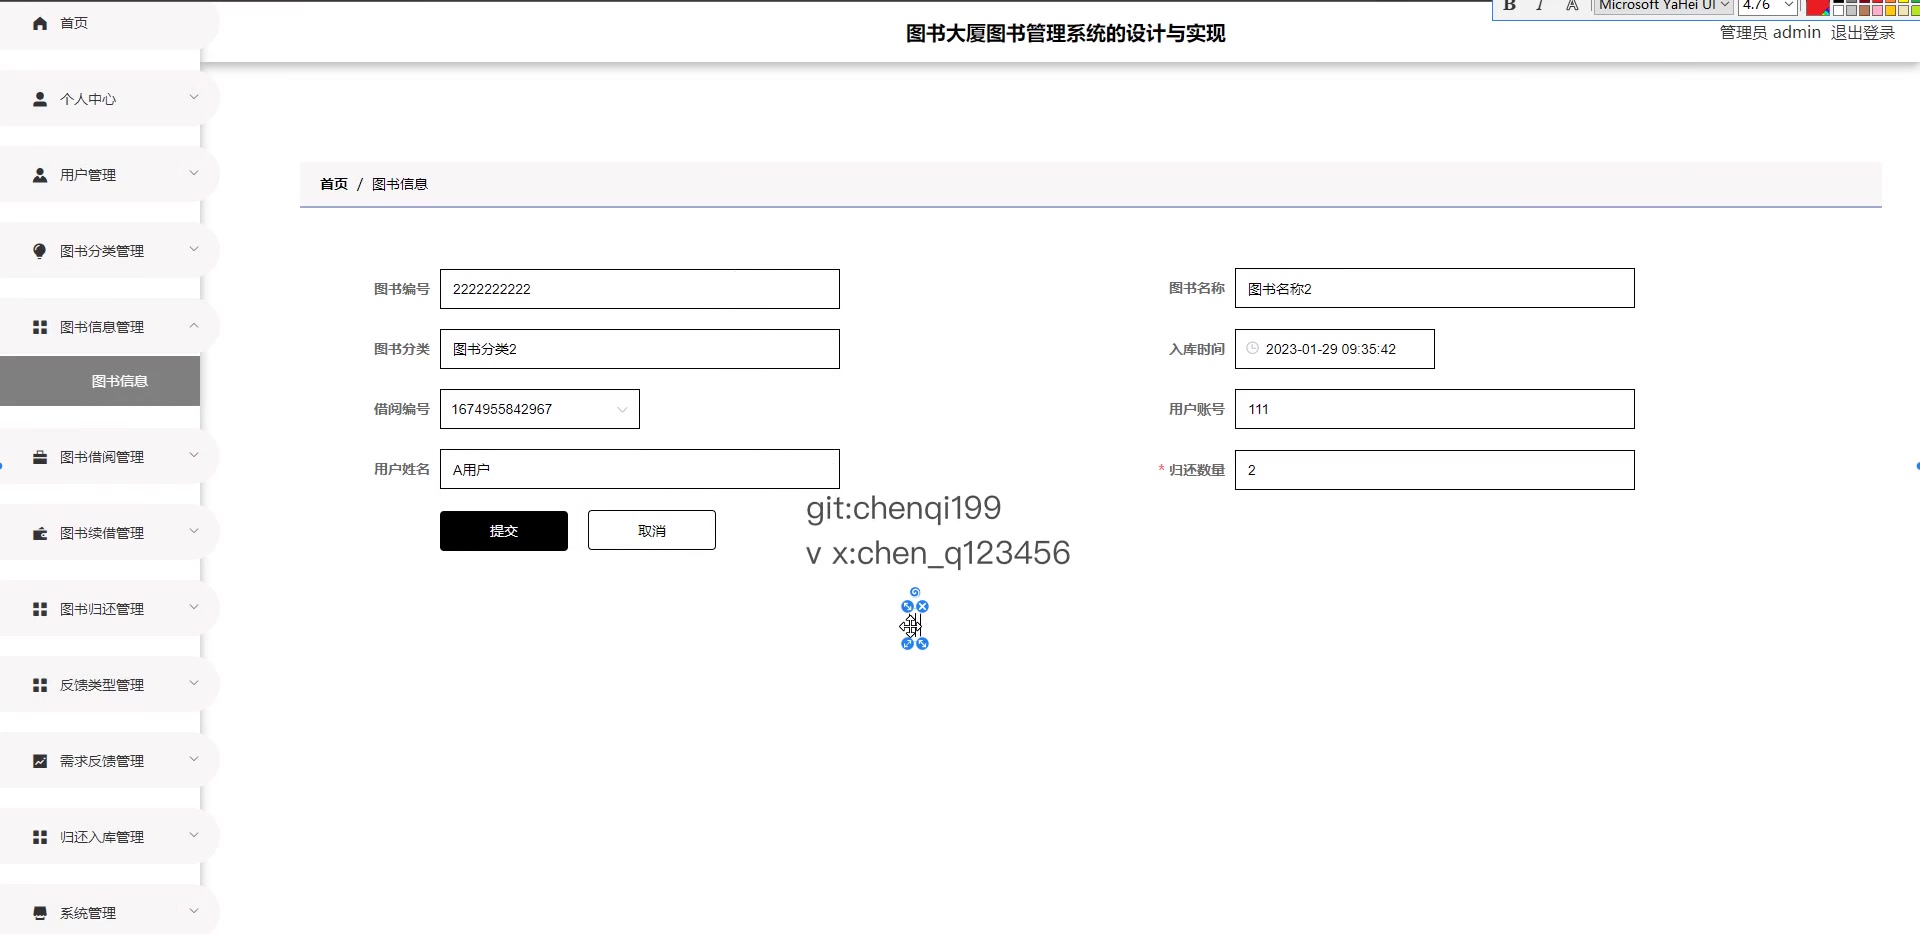 首页
图书大厦图书管理系统的设计与实现
B I A Microsoft YaHei UI 4.76
管理员 admin 退出登录
个人中心
用户管理
图书分类管理
图书信息管理
图书信息
图书借阅管理
图书续借管理
图书归还管理
反馈类型管理
需求反馈管理
归还入库管理
系统管理
首页 / 图书信息
图书编号 2222222222
图书名称 图书名称2
图书分类 图书分类2
入库时间 2023-01-29 09:35:42
借阅编号 1674955842967
用户账号 111
用户姓名 A用户
* 归还数量 2
提交 取消
git:chenqi199
v x:chen_q123456